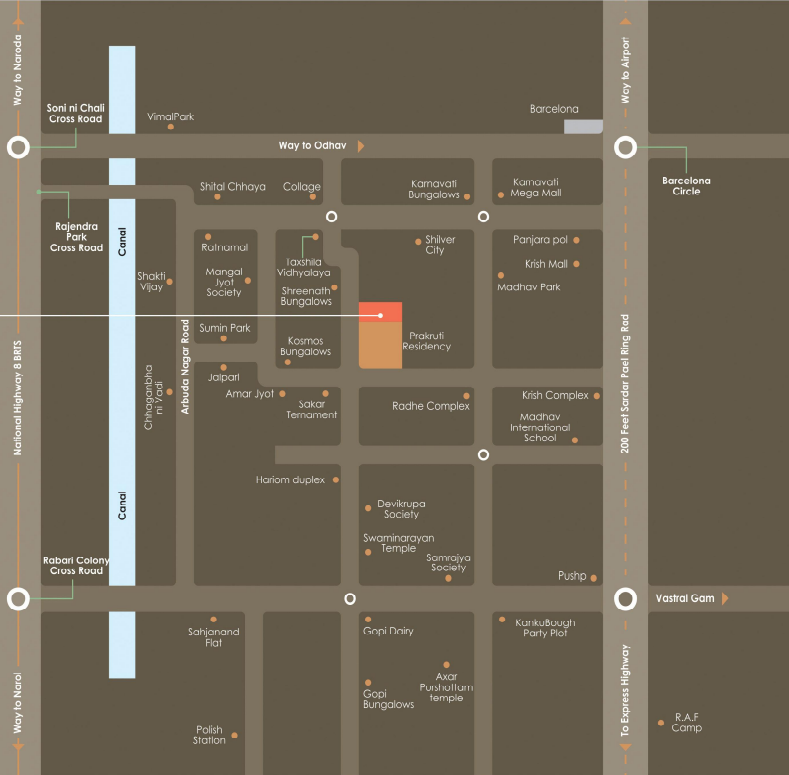 Way to Naroda
Way to Airport
Soni ni Chali
Cross Road
VimalPark
Barcelona
Way to Odhav
Barcelona
Circle
Shital Chhaya
Collage
Karnavati
Bungalows
Karnavati
Mega Mall
Rajendra
Park
Cross Road
Canal
Ratnamal
Taxshila
Vidhyalaya
Shilver
City
Panjara pol
Krish Mall
Madhav Park
Shakti
Vijay
Mangal
Jyot
Society
Shreenath
Bungalows
Sumin Park
Kosmos
Bungalows
Prakruti
Residency
National Highway 8 BRTS
Arbuda Nagar Road
200 Feet Sardar Pael Ring Rad
Chhaganbha
ni Vadi
Jalpari
Amar Jyot
Sakar
Ternament
Radhe Complex
Krish Complex
Madhav
International
School
Canal
Hariom duplex
Devikrupa
Society
Swaminarayan
Temple
Samrajya
Society
Pushp
Rabari Colony
Cross Road
Vastral Gam
Sahjanand
Flat
Gopi Dairy
KankuBaugh
Party Plot
Way to Narol
Gopi
Bungalows
Axar
Purshuttam
temple
To Express Highway
Polish
Station
R.A.F
Camp